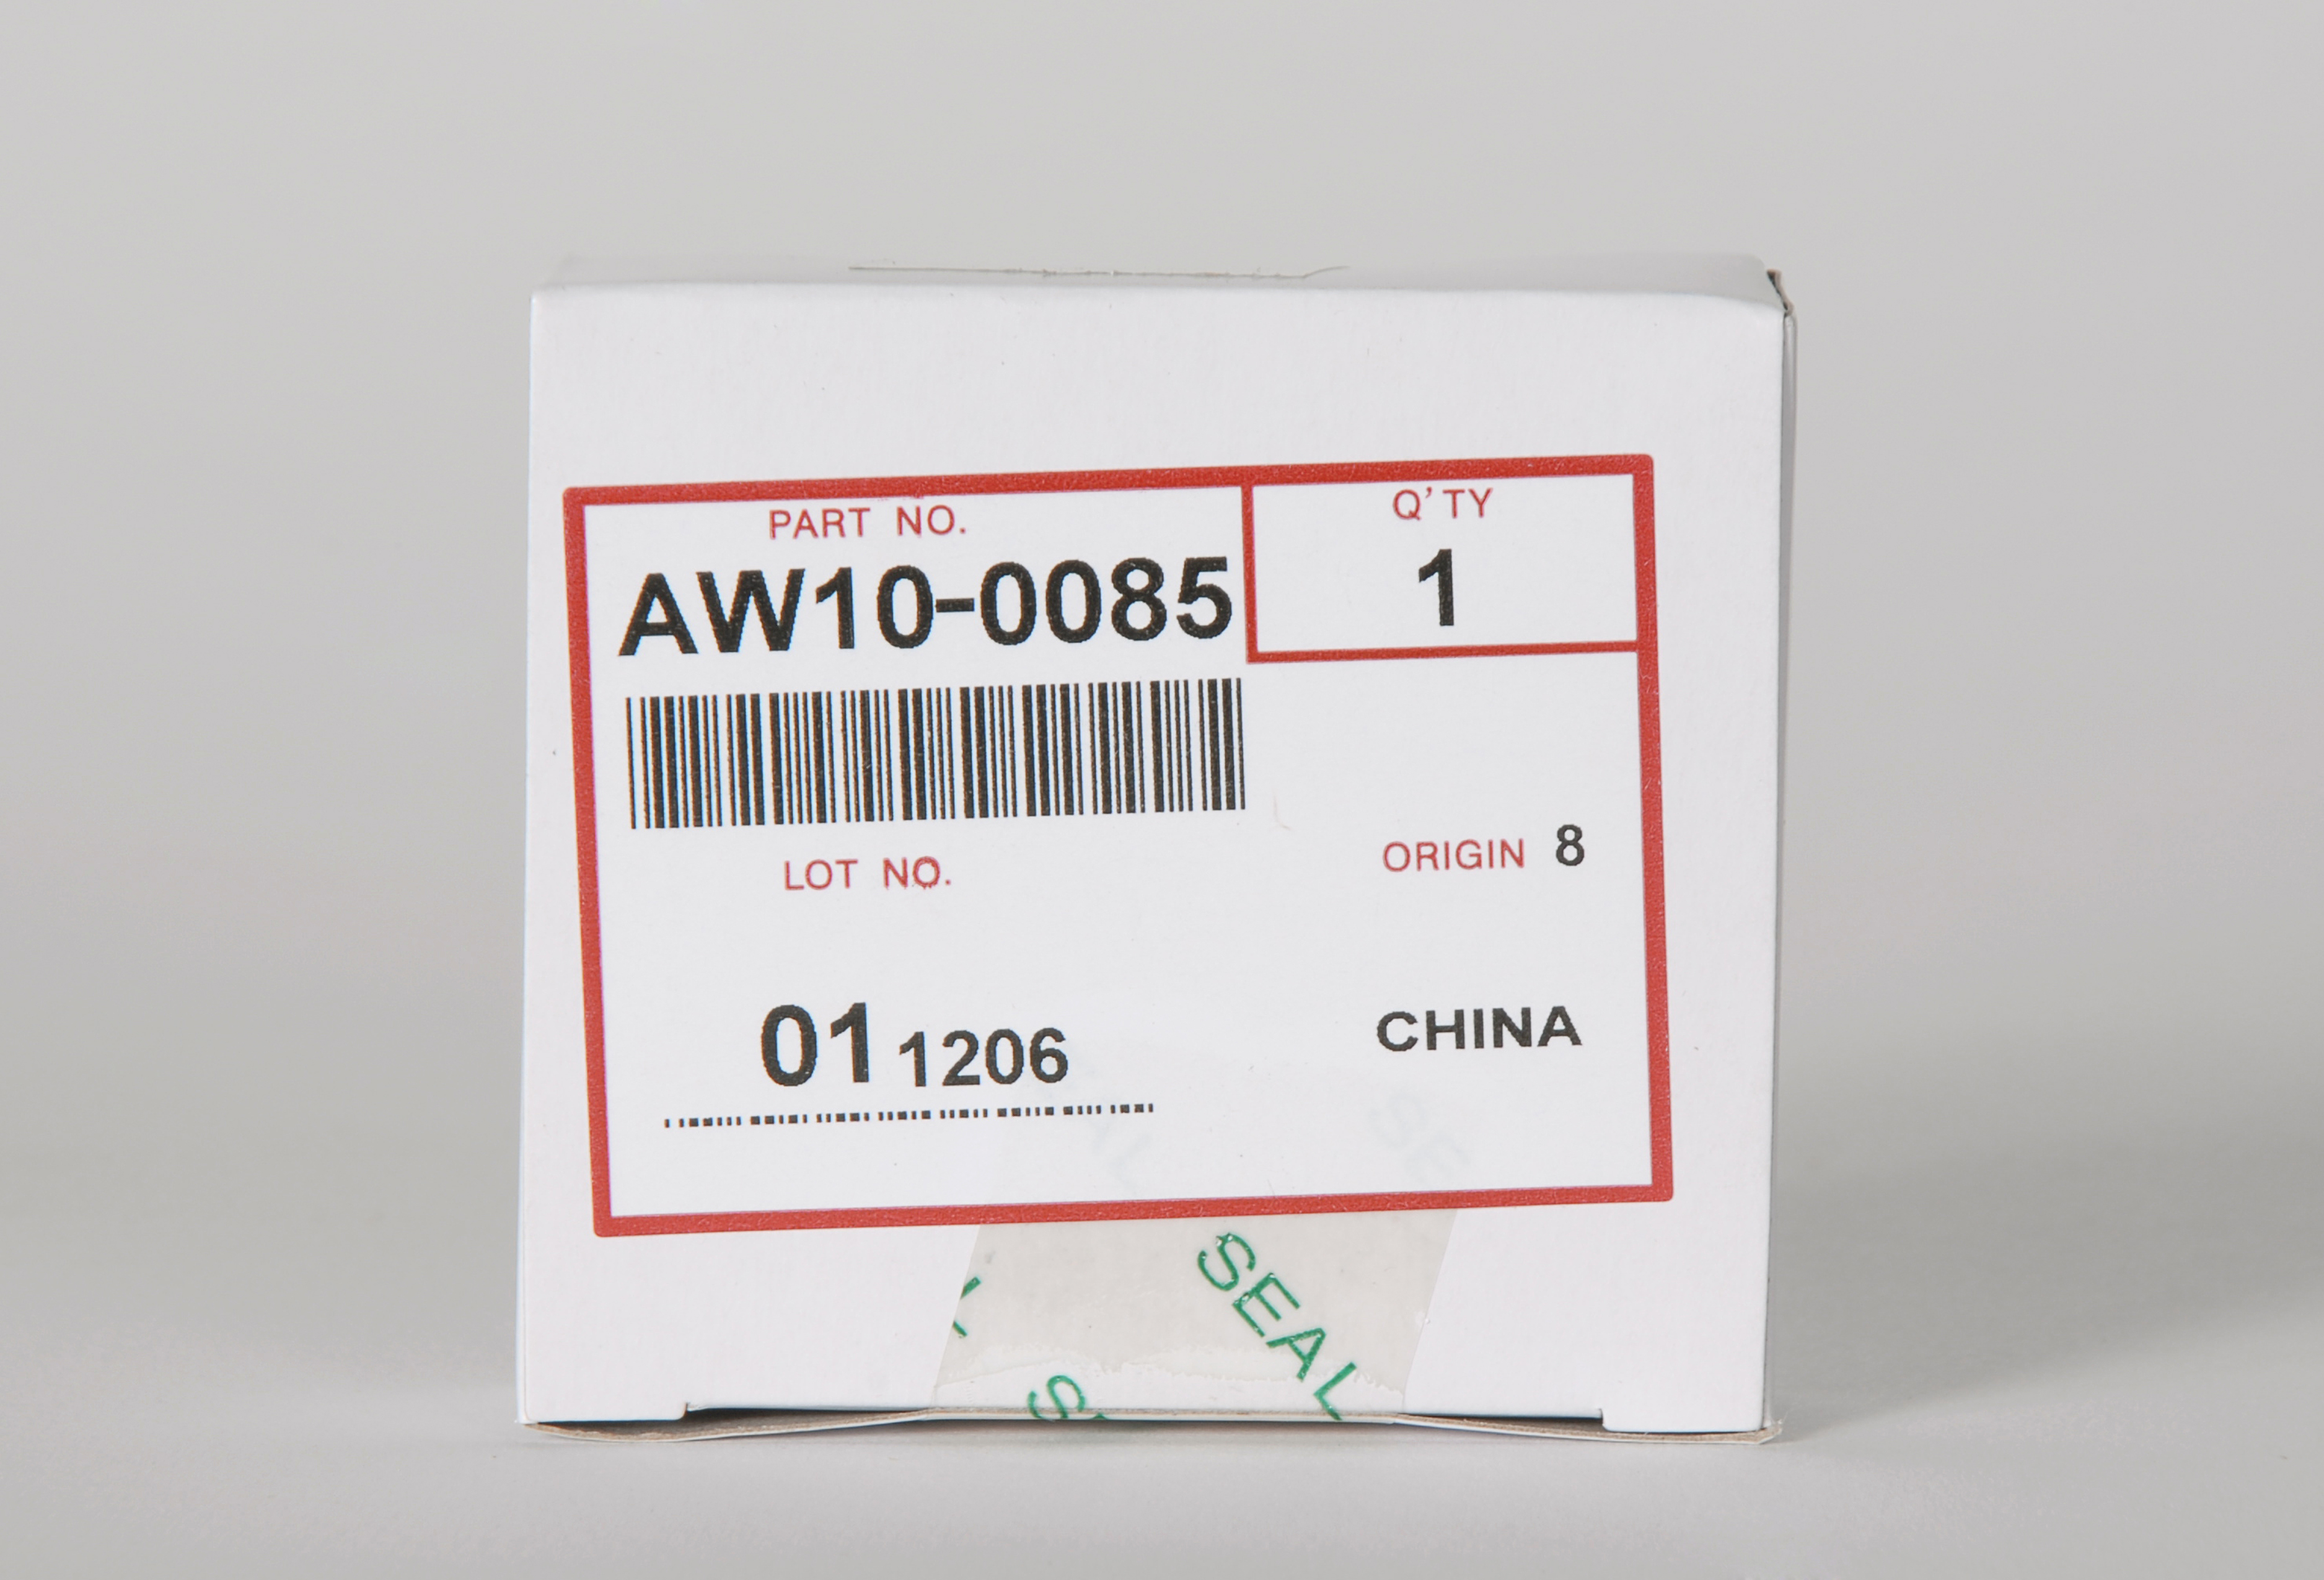 PART NO.
Q'TY
AW10-0085
1
LOT NO.
ORIGIN 8
01 1206
CHINA
SEAL